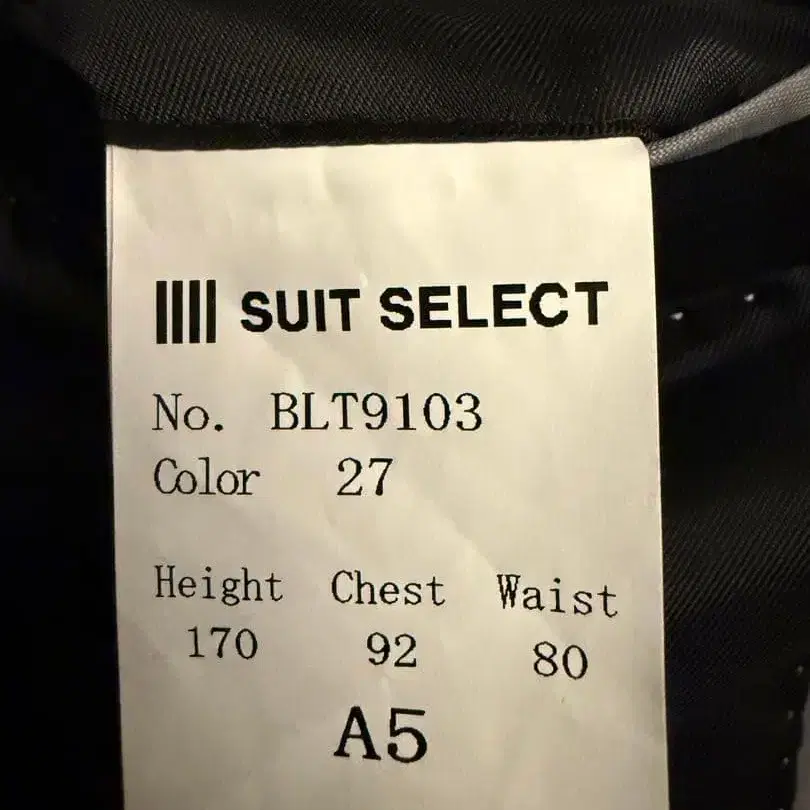 SUIT SELECT
No. BLT9103
Color 27
Height Chest Waist
170 92 80
A5